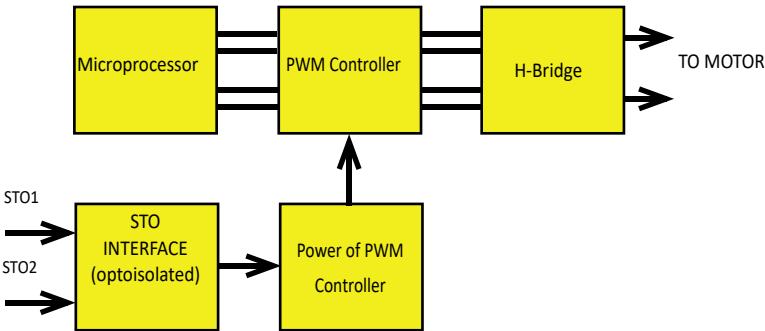 Microprocessor
PWM Controller
H-Bridge
TO MOTOR
STO1
STO2
STO
INTERFACE
(optoisolated)
Power of PWM
Controller